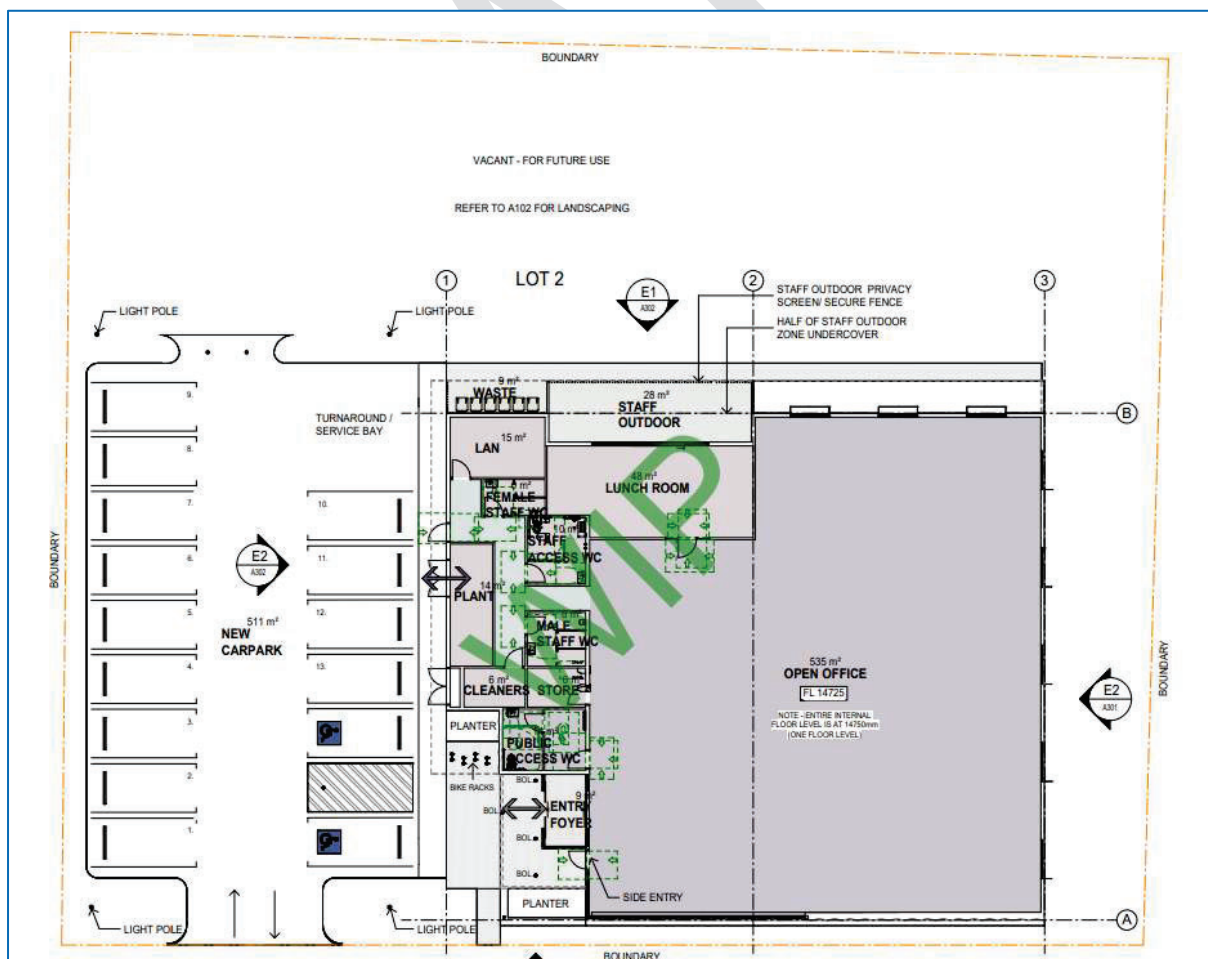 BOUNDARY
VACANT - FOR FUTURE USE
REFER TO A102 FOR LANDSCAPING
LOT 2
1
2
3
E1
A302
STAFF OUTDOOR PRIVACY
SCREEN/ SECURE FENCE
HALF OF STAFF OUTDOOR
ZONE UNDERCOVER
LIGHT POLE
LIGHT POLE
9 m²
WASTE
28 m²
STAFF
OUTDOOR
B
9.
TURNAROUND /
SERVICE BAY
15 m²
LAN
8.
48 m²
LUNCH ROOM
FEMALE
STAFF WC
7.
10.
10 m²
STAFF
ACCESS WC
BOUNDARY
E2
A302
6.
11.
14 m²
PLANT
WIP
5.
12.
511 m²
NEW
CARPARK
MALE
STAFF WC
4.
13.
535 m²
OPEN OFFICE
FL 14725
NOTE - ENTIRE INTERNAL
FLOOR LEVEL IS AT 14750mm
(ONE FLOOR LEVEL)
BOUNDARY
E2
A301
6 m²
CLEANERS
STORE
3.
PLANTER
PUBLIC
ACCESS WC
2.
BIKE RACKS
BOL.
BOL.
9 m²
ENTRY
FOYER
1.
BOL.
BOL.
SIDE ENTRY
PLANTER
A
LIGHT POLE
LIGHT POLE
BOUNDARY